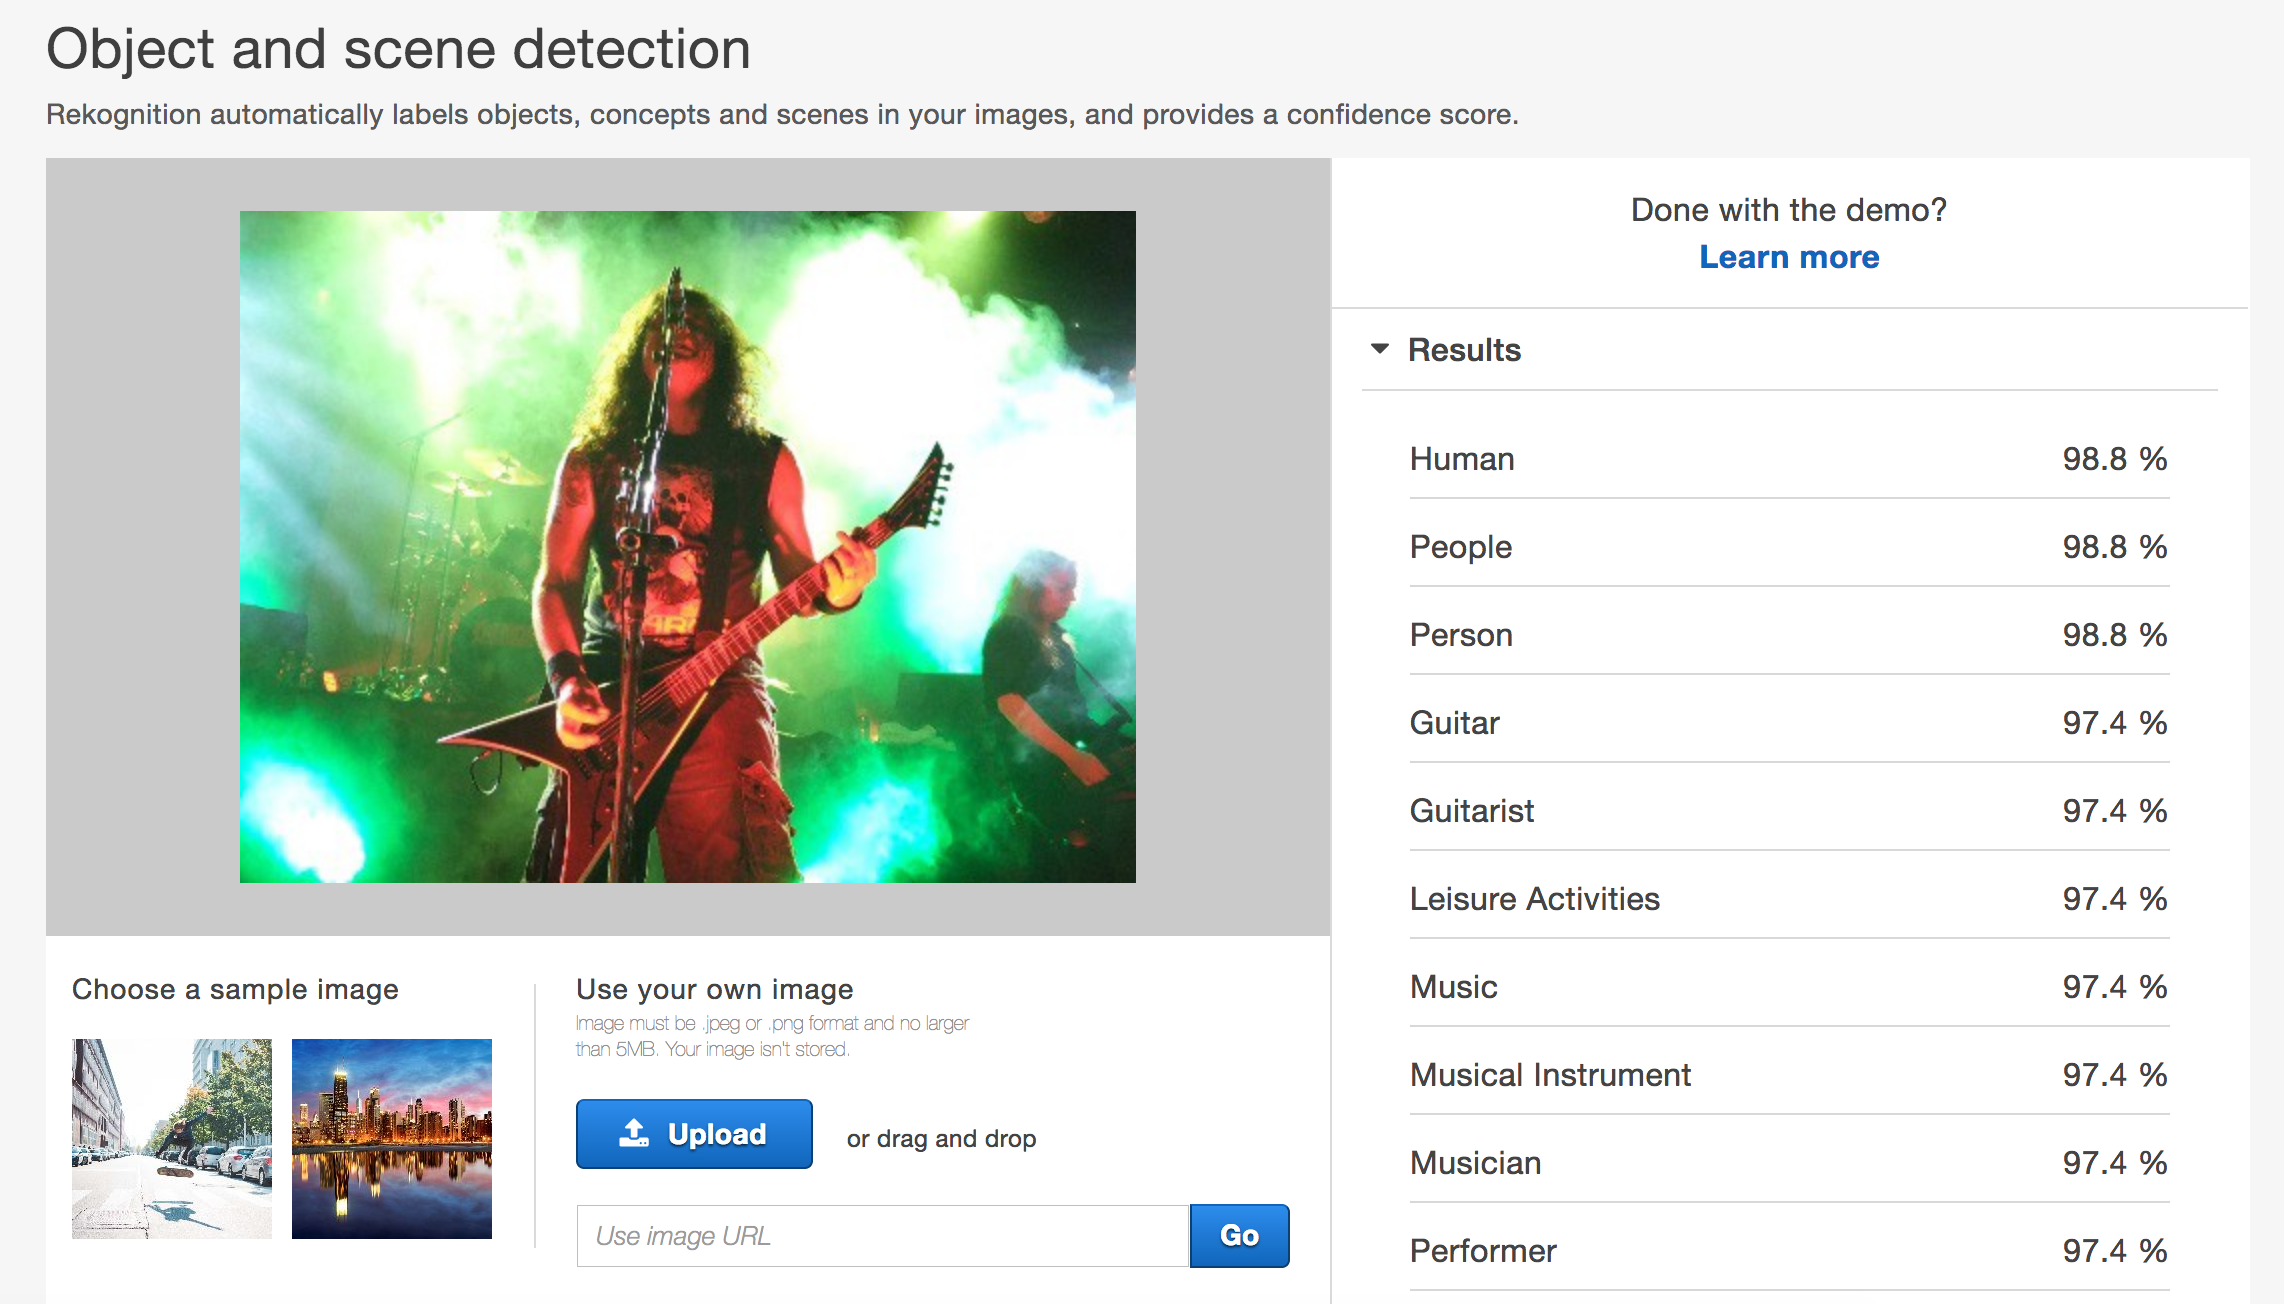 Object and scene detection
Rekognition automatically labels objects, concepts and scenes in your images, and provides a confidence score.
Done with the demo?
Learn more
Results
Human 98.8 %
People 98.8 %
Person 98.8 %
Guitar 97.4 %
Guitarist 97.4 %
Leisure Activities 97.4 %
Music 97.4 %
Musical Instrument 97.4 %
Musician 97.4 %
Performer 97.4 %
Choose a sample image
Use your own image
Image must be .jpeg or .png format and no larger
than 5MB. Your image isn't stored.
Upload
or drag and drop
Use image URL
Go